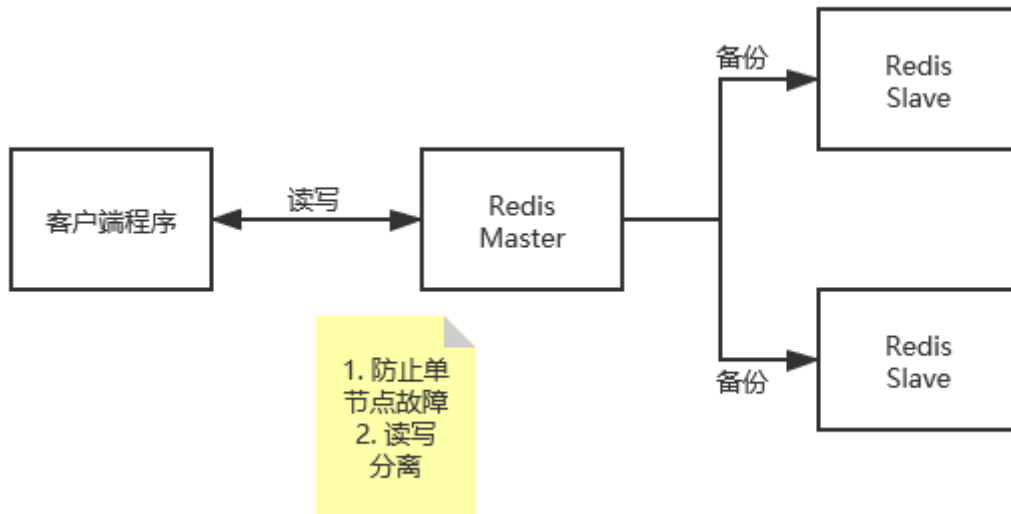 备份
Redis
Slave
客户端程序
读写
Redis
Master
备份
Redis
Slave
1. 防止单
节点故障
2. 读写
分离